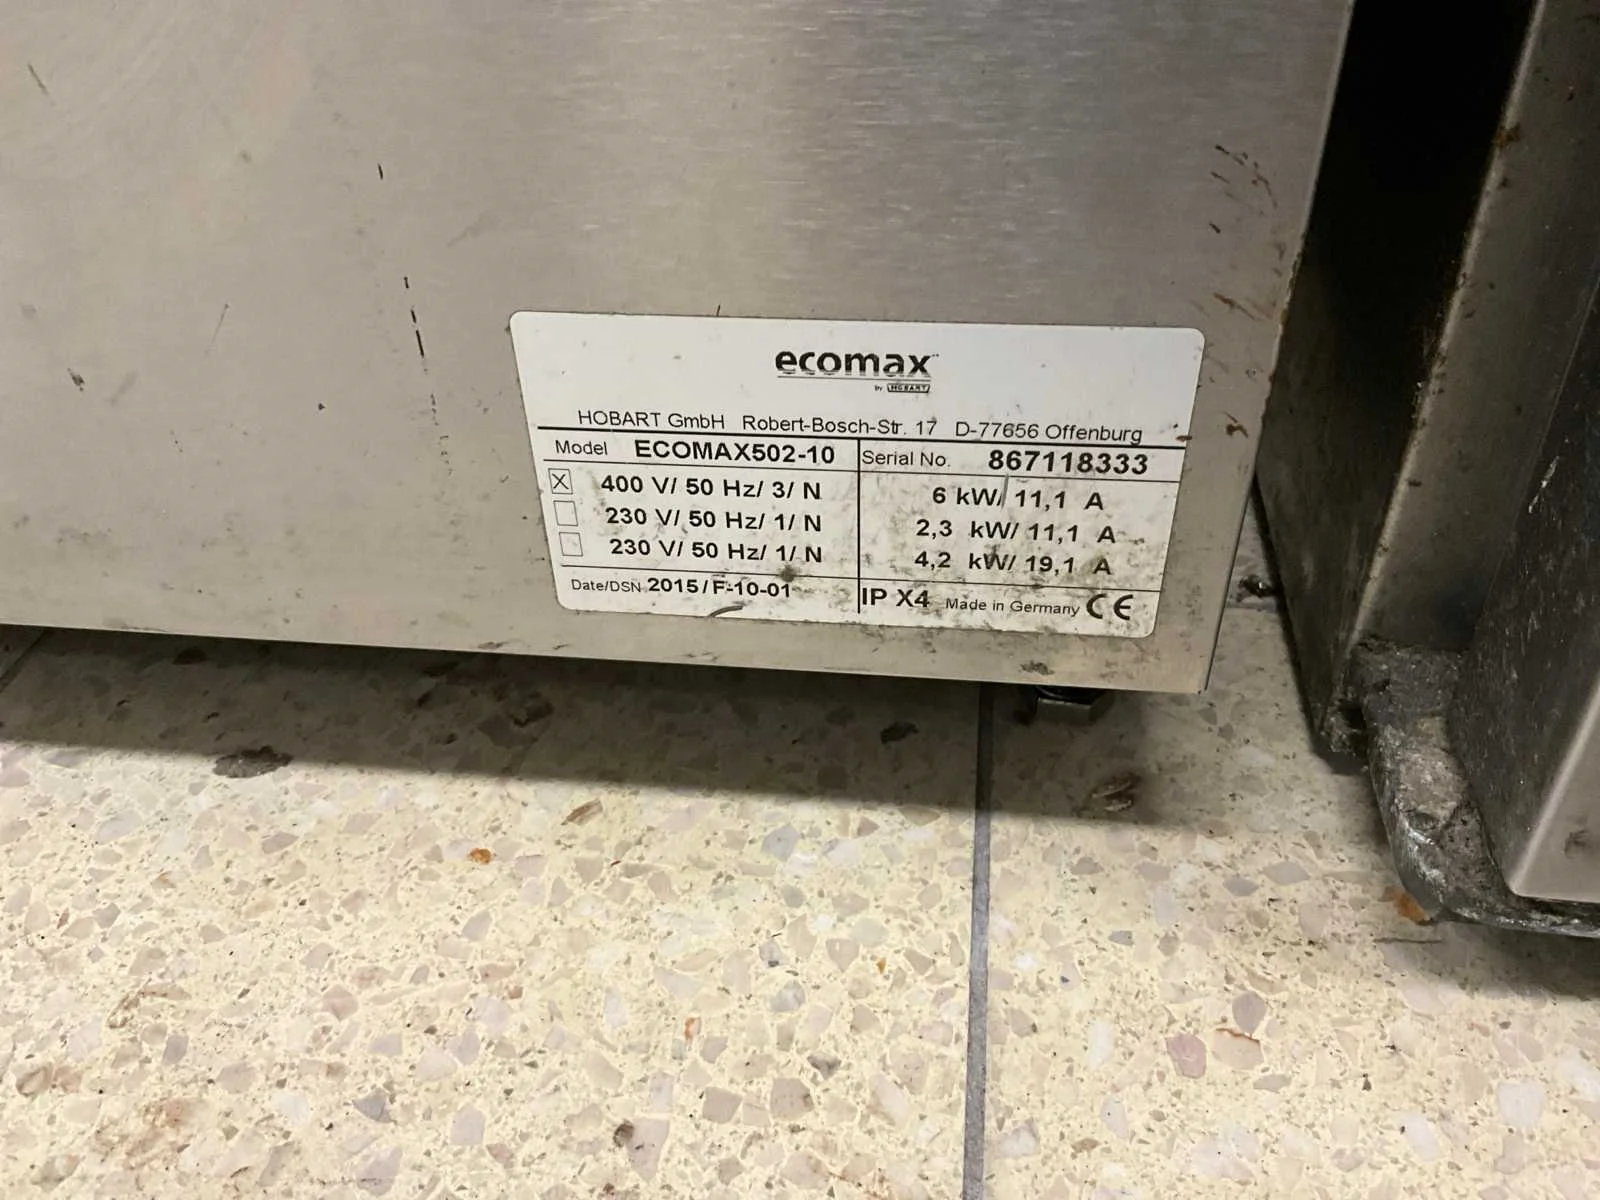 ecomax
by HOBART
HOBART GmbH Robert-Bosch-Str. 17 D-77656 Offenburg
Model ECOMAX502-10 Serial No. 867118333
X 400 V/ 50 Hz/ 3/ N 6 kW/ 11,1 A
230 V/ 50 Hz/ 1/ N 2,3 kW/ 11,1 A
230 V/ 50 Hz/ 1/ N 4,2 kW/ 19,1 A
Date/DSN 2015/F-10-01 IP X4 Made in Germany CE